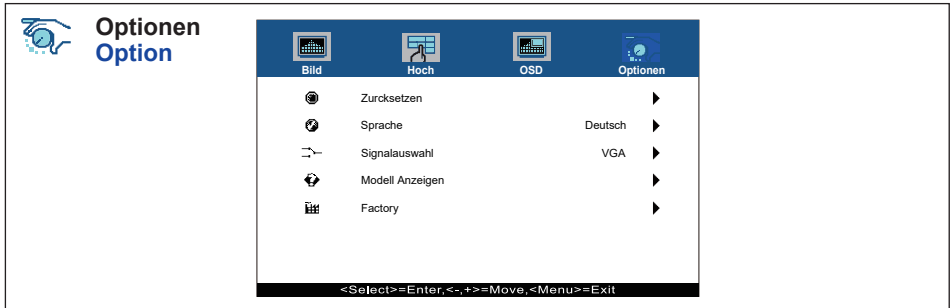 Optionen
Option
Bild Hoch OSD Optionen
Zurcksetzen
Sprache Deutsch
Signalauswahl VGA
Modell Anzeigen
Factory
<Select>=Enter,<-,+>=Move,<Menu>=Exit